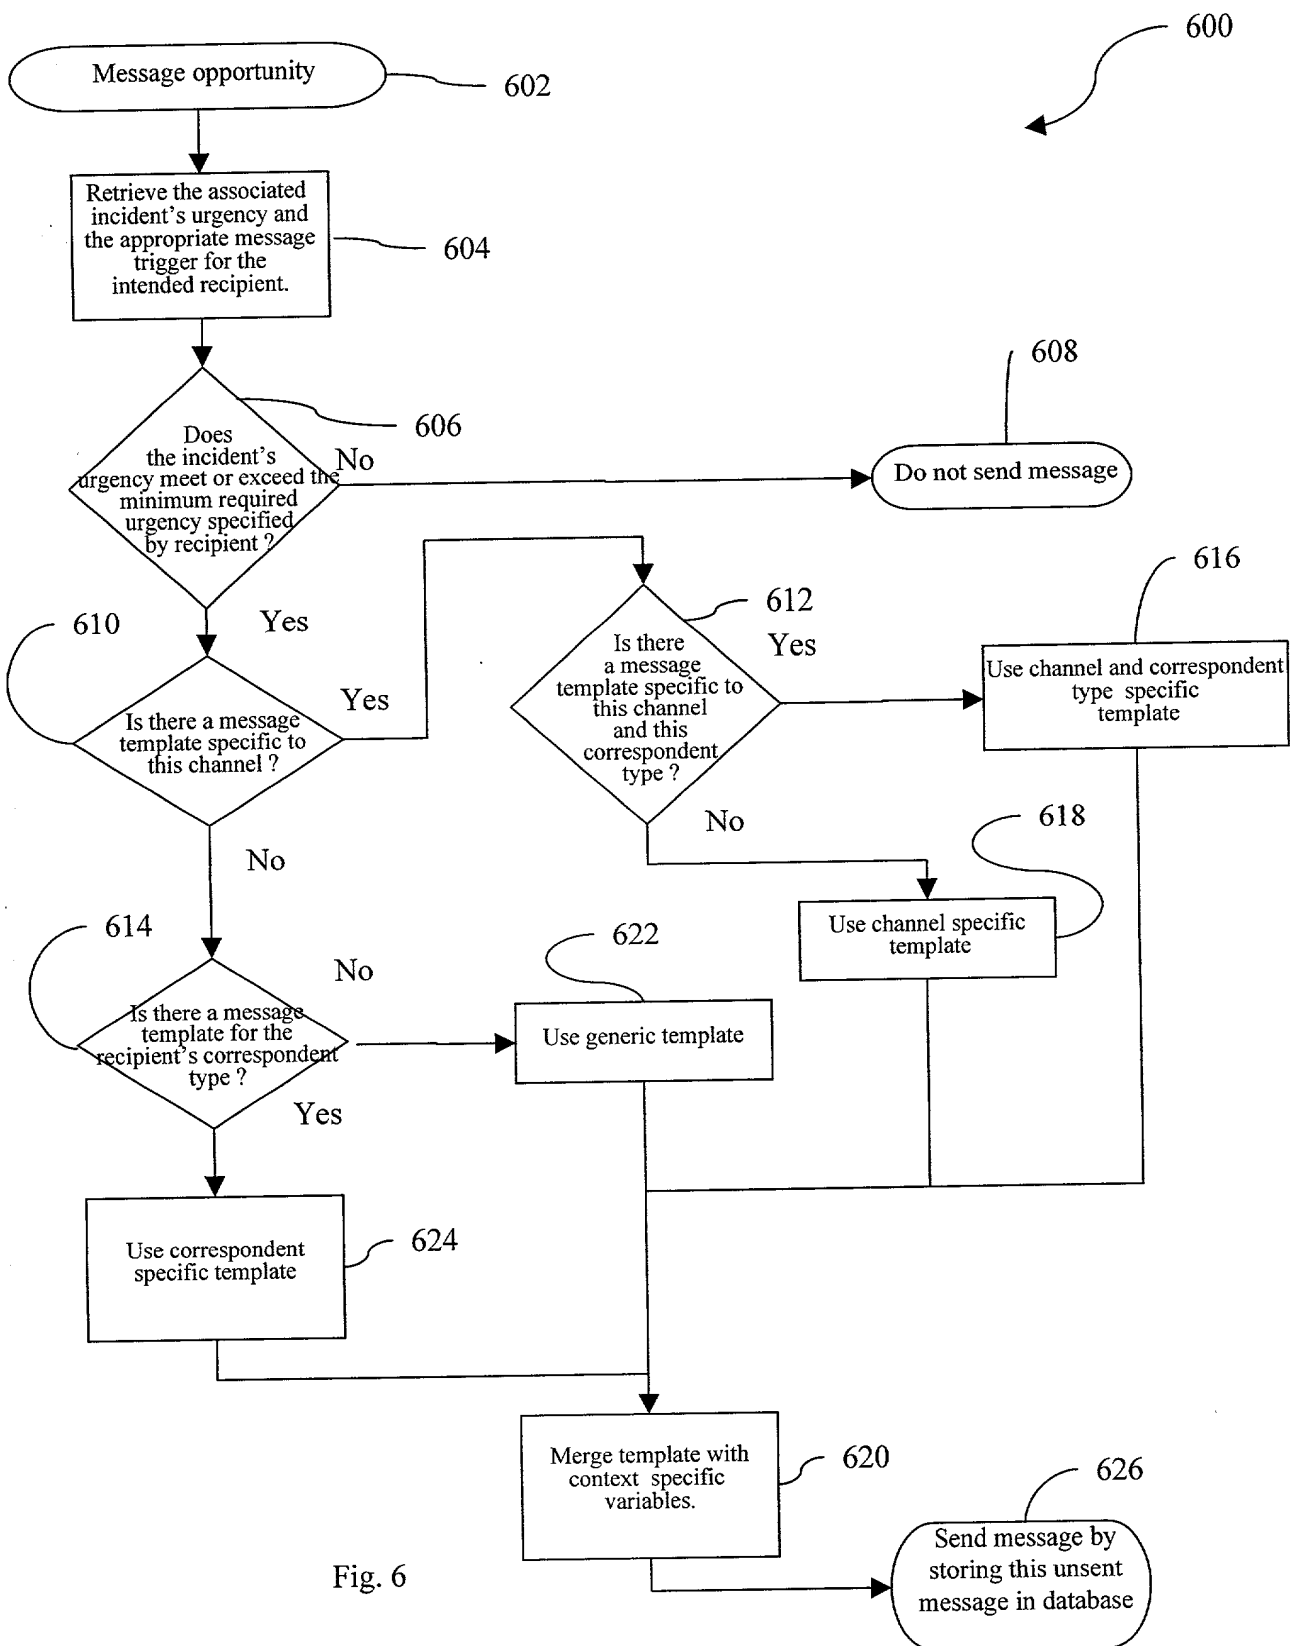 600
Message opportunity
602
Retrieve the associated
incident's urgency and
the appropriate message
trigger for the
intended recipient.
604
608
Do not send message
606
Does
the incident's
urgency meet or exceed the
minimum required
urgency specified
by recipient ?
No
Yes
610
Is there a message
template specific to
this channel ?
Yes
No
612
Is there
a message
template specific to
this channel
and this
correspondent
type ?
Yes
No
616
Use channel and correspondent
type specific
template
618
Use channel specific
template
614
Is there a message
template for the
recipient's correspondent
type ?
No
Yes
622
Use generic template
Use correspondent
specific template
624
Merge template with
context specific
variables.
620
626
Send message by
storing this unsent
message in database
Fig. 6